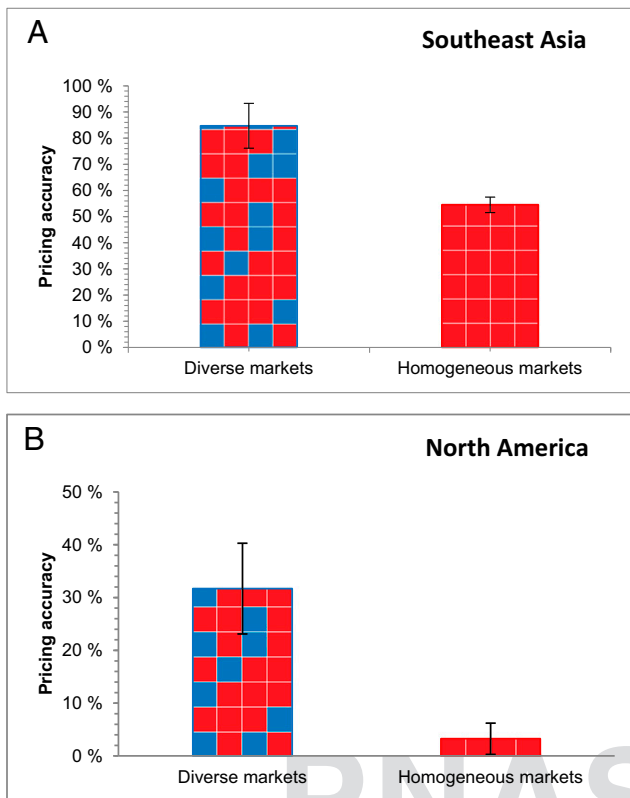 A
Southeast Asia
Pricing accuracy
100 %
90 %
80 %
70 %
60 %
50 %
40 %
30 %
20 %
10 %
0 %
Diverse markets Homogeneous markets
B
North America
Pricing accuracy
50 %
40 %
30 %
20 %
10 %
0 %
Diverse markets Homogeneous markets
PNAS